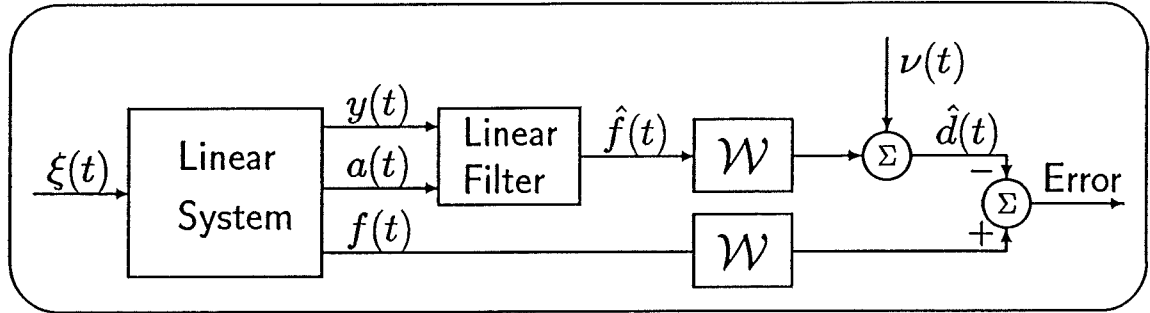 ξ(t)
Linear
System
y(t)
a(t)
f(t)
Linear
Filter
f̂(t)
𝒲
𝒲
ν(t)
Σ
d̂(t)
−
Σ
+
Error